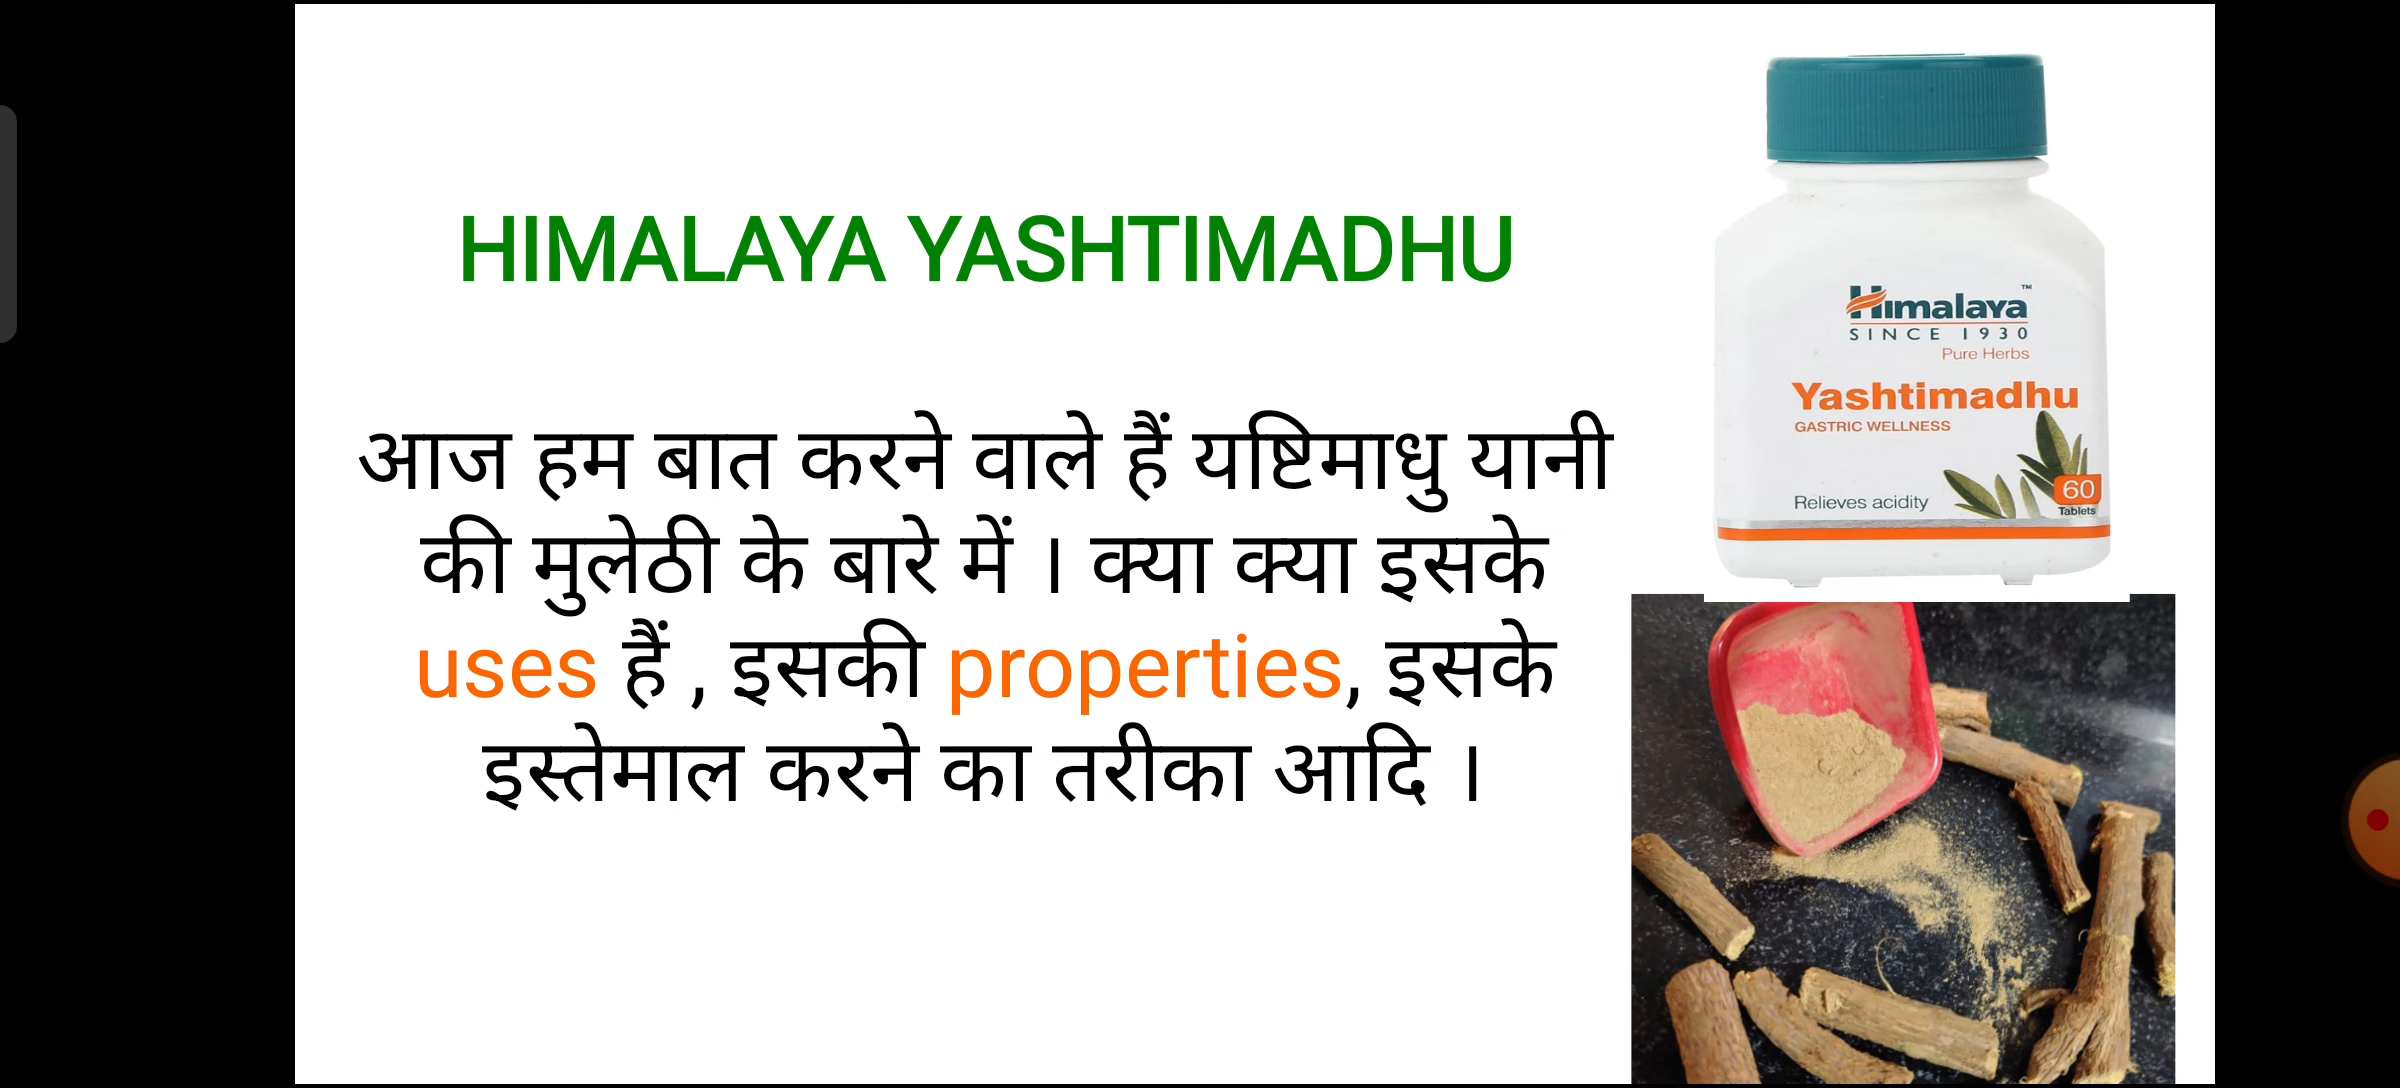 HIMALAYA YASHTIMADHU
आज हम बात करने वाले हैं यष्टिमाधु यानी
की मुलेठी के बारे में । क्या क्या इसके
uses हैं , इसकी properties, इसके
इस्तेमाल करने का तरीका आदि ।
Himalaya™
SINCE 1930
Pure Herbs
Yashtimadhu
GASTRIC WELLNESS
Relieves acidity
60
Tablets